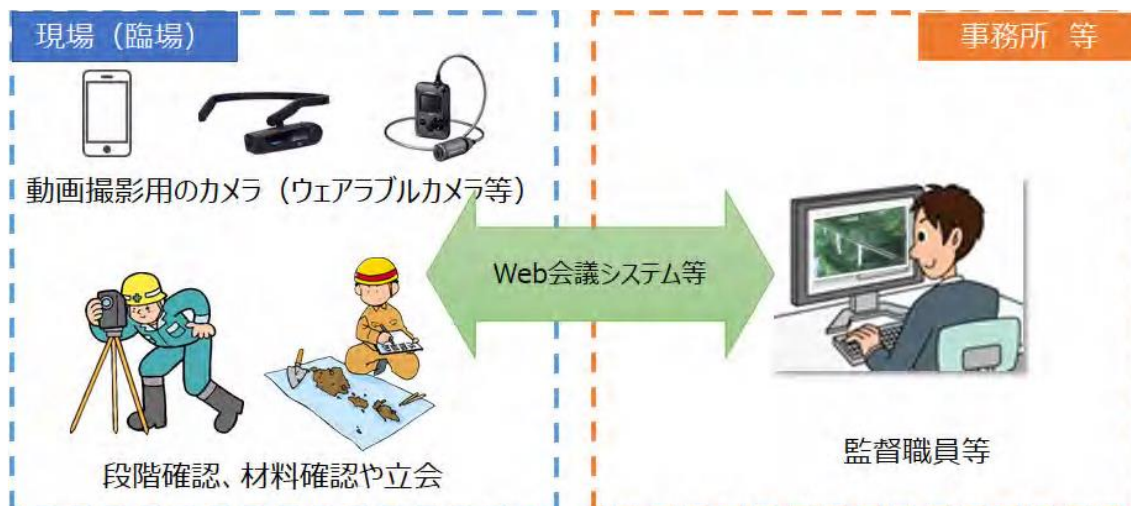 現場（臨場）
事務所 等
動画撮影用のカメラ（ウェアラブルカメラ等）
Web会議システム等
段階確認、材料確認や立会
監督職員等